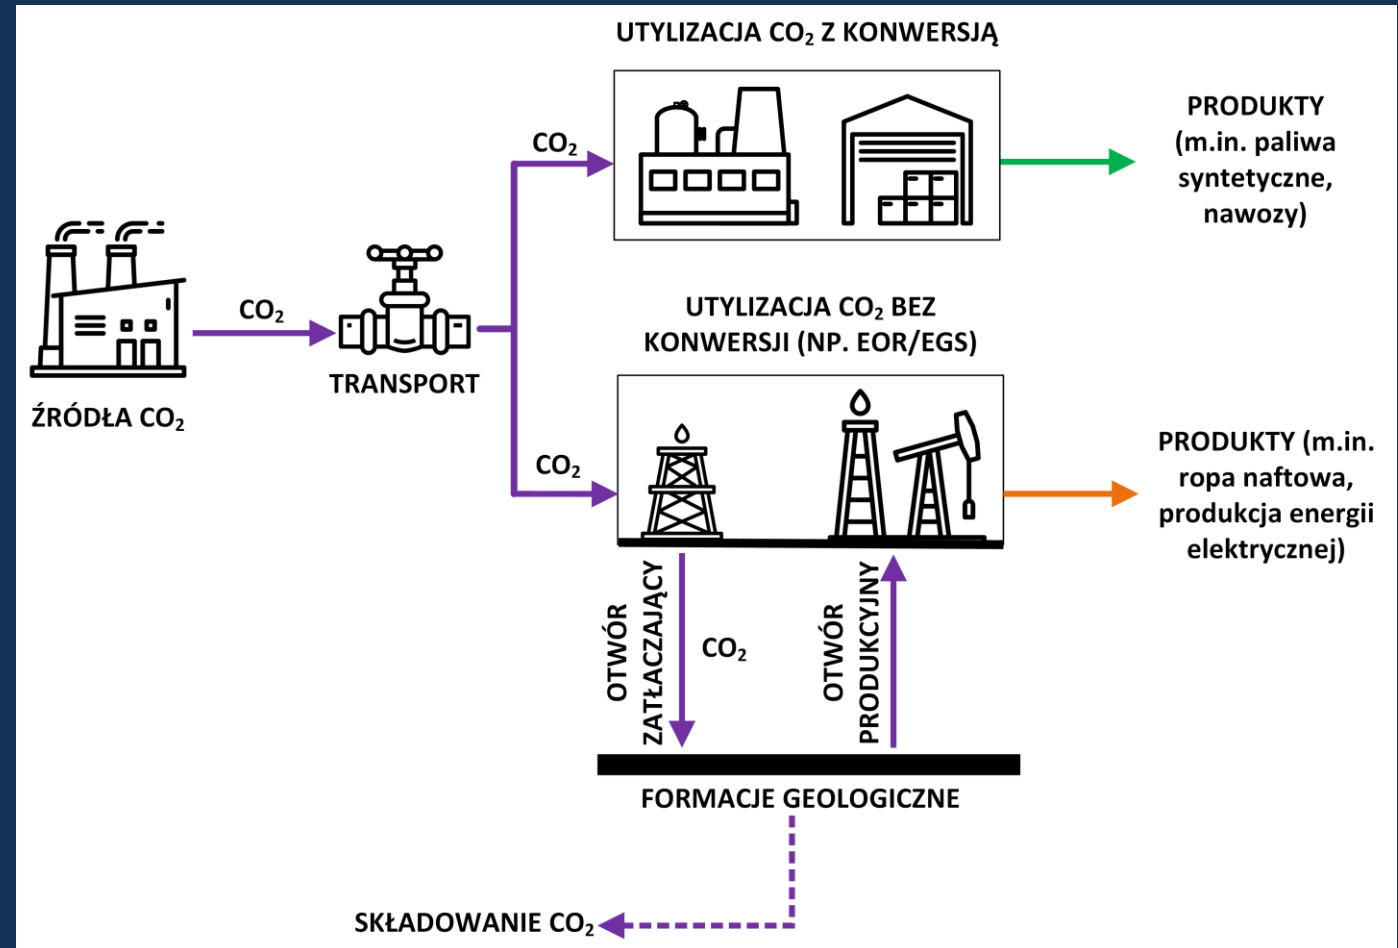 UTYLIZACJA CO₂ Z KONWERSJĄ
CO₂
PRODUKTY
(m.in. paliwa
syntetyczne,
nawozy)
CO₂
TRANSPORT
ŹRÓDŁA CO₂
UTYLIZACJA CO₂ BEZ
KONWERSJI (NP. EOR/EGS)
CO₂
PRODUKTY (m.in.
ropa naftowa,
produkcja energii
elektrycznej)
OTWÓR
ZATŁACZAJĄCY
CO₂
OTWÓR
PRODUKCYJNY
FORMACJE GEOLOGICZNE
SKŁADOWANIE CO₂